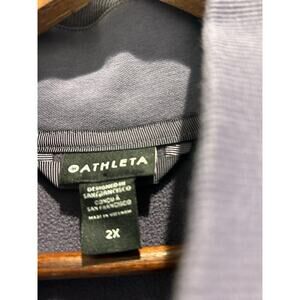 ATHLETA
DESIGNED IN
SAN FRANCISCO
CONÇU À
SAN FRANCISCO
MADE IN VIETNAM
2X